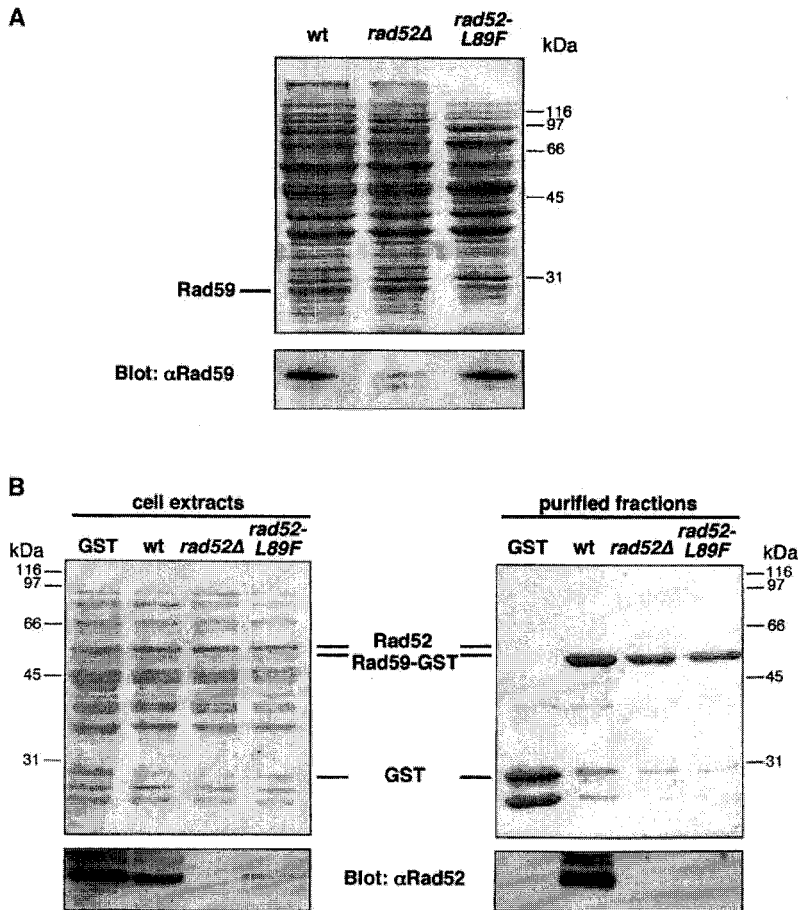 A
wt rad52Δ rad52-L89F kDa
116
97
66
45
31
Rad59
Blot: αRad59
B
cell extracts
purified fractions
kDa GST wt rad52Δ rad52-L89F
GST wt rad52Δ rad52-L89F kDa
116
97
66
45
31
Rad52
Rad59-GST
GST
116
97
66
45
31
Blot: αRad52